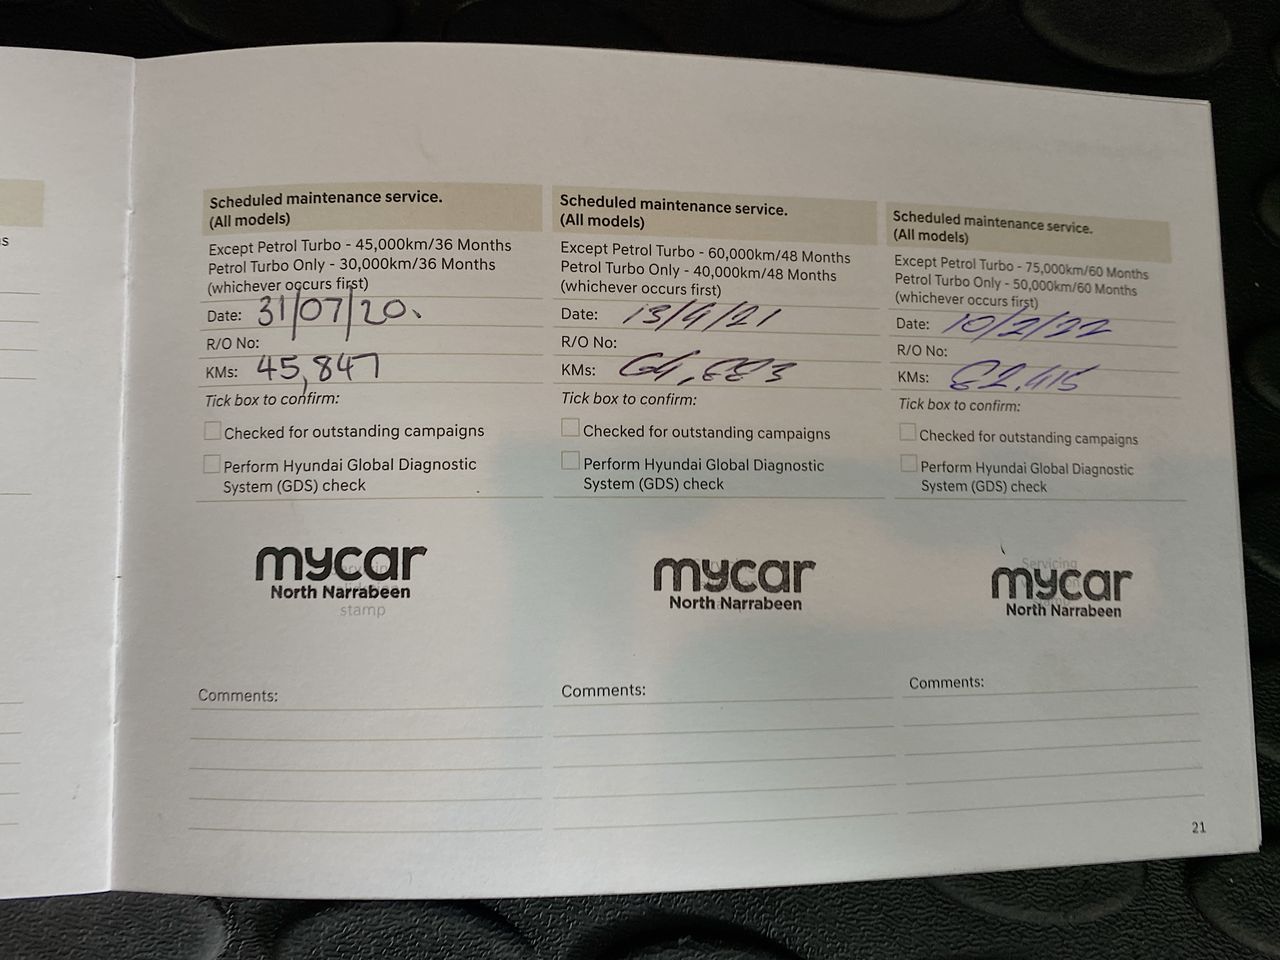 s
Scheduled maintenance service.
(All models)
Except Petrol Turbo - 45,000km/36 Months
Petrol Turbo Only - 30,000km/36 Months
(whichever occurs first)
Date: 31/07/20.
R/O No:
KMs: 45,847
Tick box to confirm:
Checked for outstanding campaigns
Perform Hyundai Global Diagnostic
System (GDS) check
mycar
North Narrabeen
stamp
Comments:
Scheduled maintenance service.
(All models)
Except Petrol Turbo - 60,000km/48 Months
Petrol Turbo Only - 40,000km/48 Months
(whichever occurs first)
Date: 13/4/21
R/O No:
KMs:
Tick box to confirm:
Checked for outstanding campaigns
Perform Hyundai Global Diagnostic
System (GDS) check
mycar
North Narrabeen
Comments:
Scheduled maintenance service.
(All models)
Except Petrol Turbo - 75,000km/60 Months
Petrol Turbo Only - 50,000km/60 Months
(whichever occurs first)
Date: 10/2/22
R/O No:
KMs: 82,415
Tick box to confirm:
Checked for outstanding campaigns
Perform Hyundai Global Diagnostic
System (GDS) check
Servicing
mycar
North Narrabeen
Comments:
21